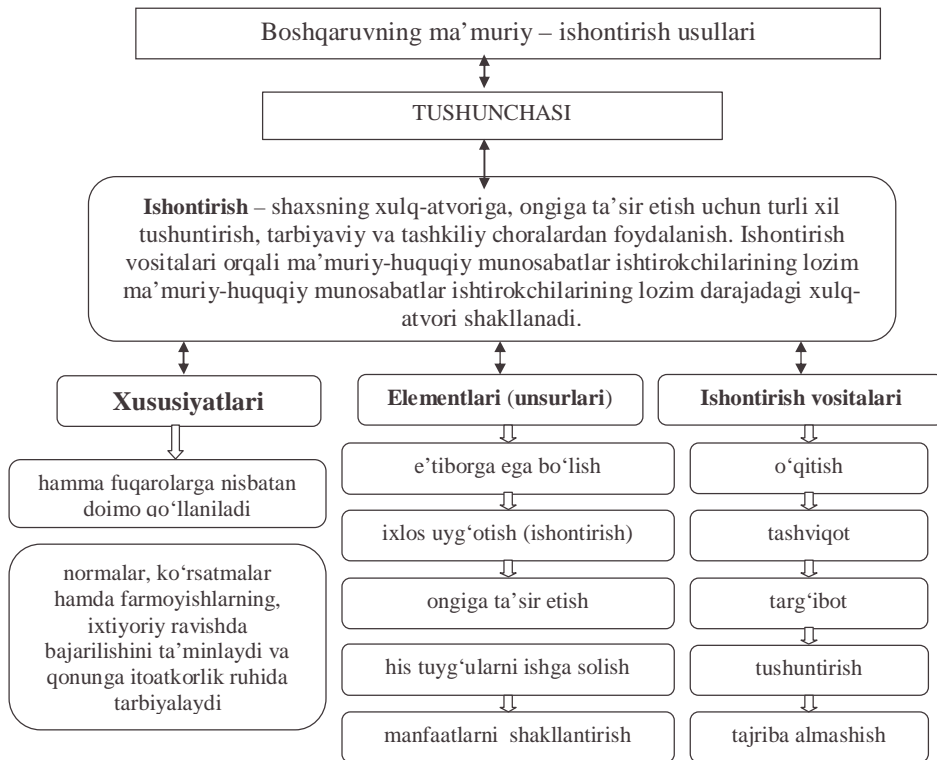 Boshqaruvning ma’muriy – ishontirish usullari
TUSHUNCHASI
Ishontirish – shaxsning xulq-atvoriga, ongiga ta’sir etish uchun turli xil
tushuntirish, tarbiyaviy va tashkiliy choralardan foydalanish. Ishontirish
vositalari orqali ma’muriy-huquqiy munosabatlar ishtirokchilarining lozim
ma’muriy-huquqiy munosabatlar ishtirokchilarining lozim darajadagi xulq-
atvori shakllanadi.
Xususiyatlari
hamma fuqarolarga nisbatan
doimo qo‘llaniladi
normalar, ko‘rsatmalar
hamda farmoyishlarning,
ixtiyoriy ravishda
bajarilishini ta’minlaydi va
qonunga itoatkorlik ruhida
tarbiyalaydi
Elementlari (unsurlari)
e’tiborga ega bo‘lish
ixlos uyg‘otish (ishontirish)
ongiga ta’sir etish
his tuyg‘ularni ishga solish
manfaatlarni shakllantirish
Ishontirish vositalari
o‘qitish
tashviqot
targ‘ibot
tushuntirish
tajriba almashish